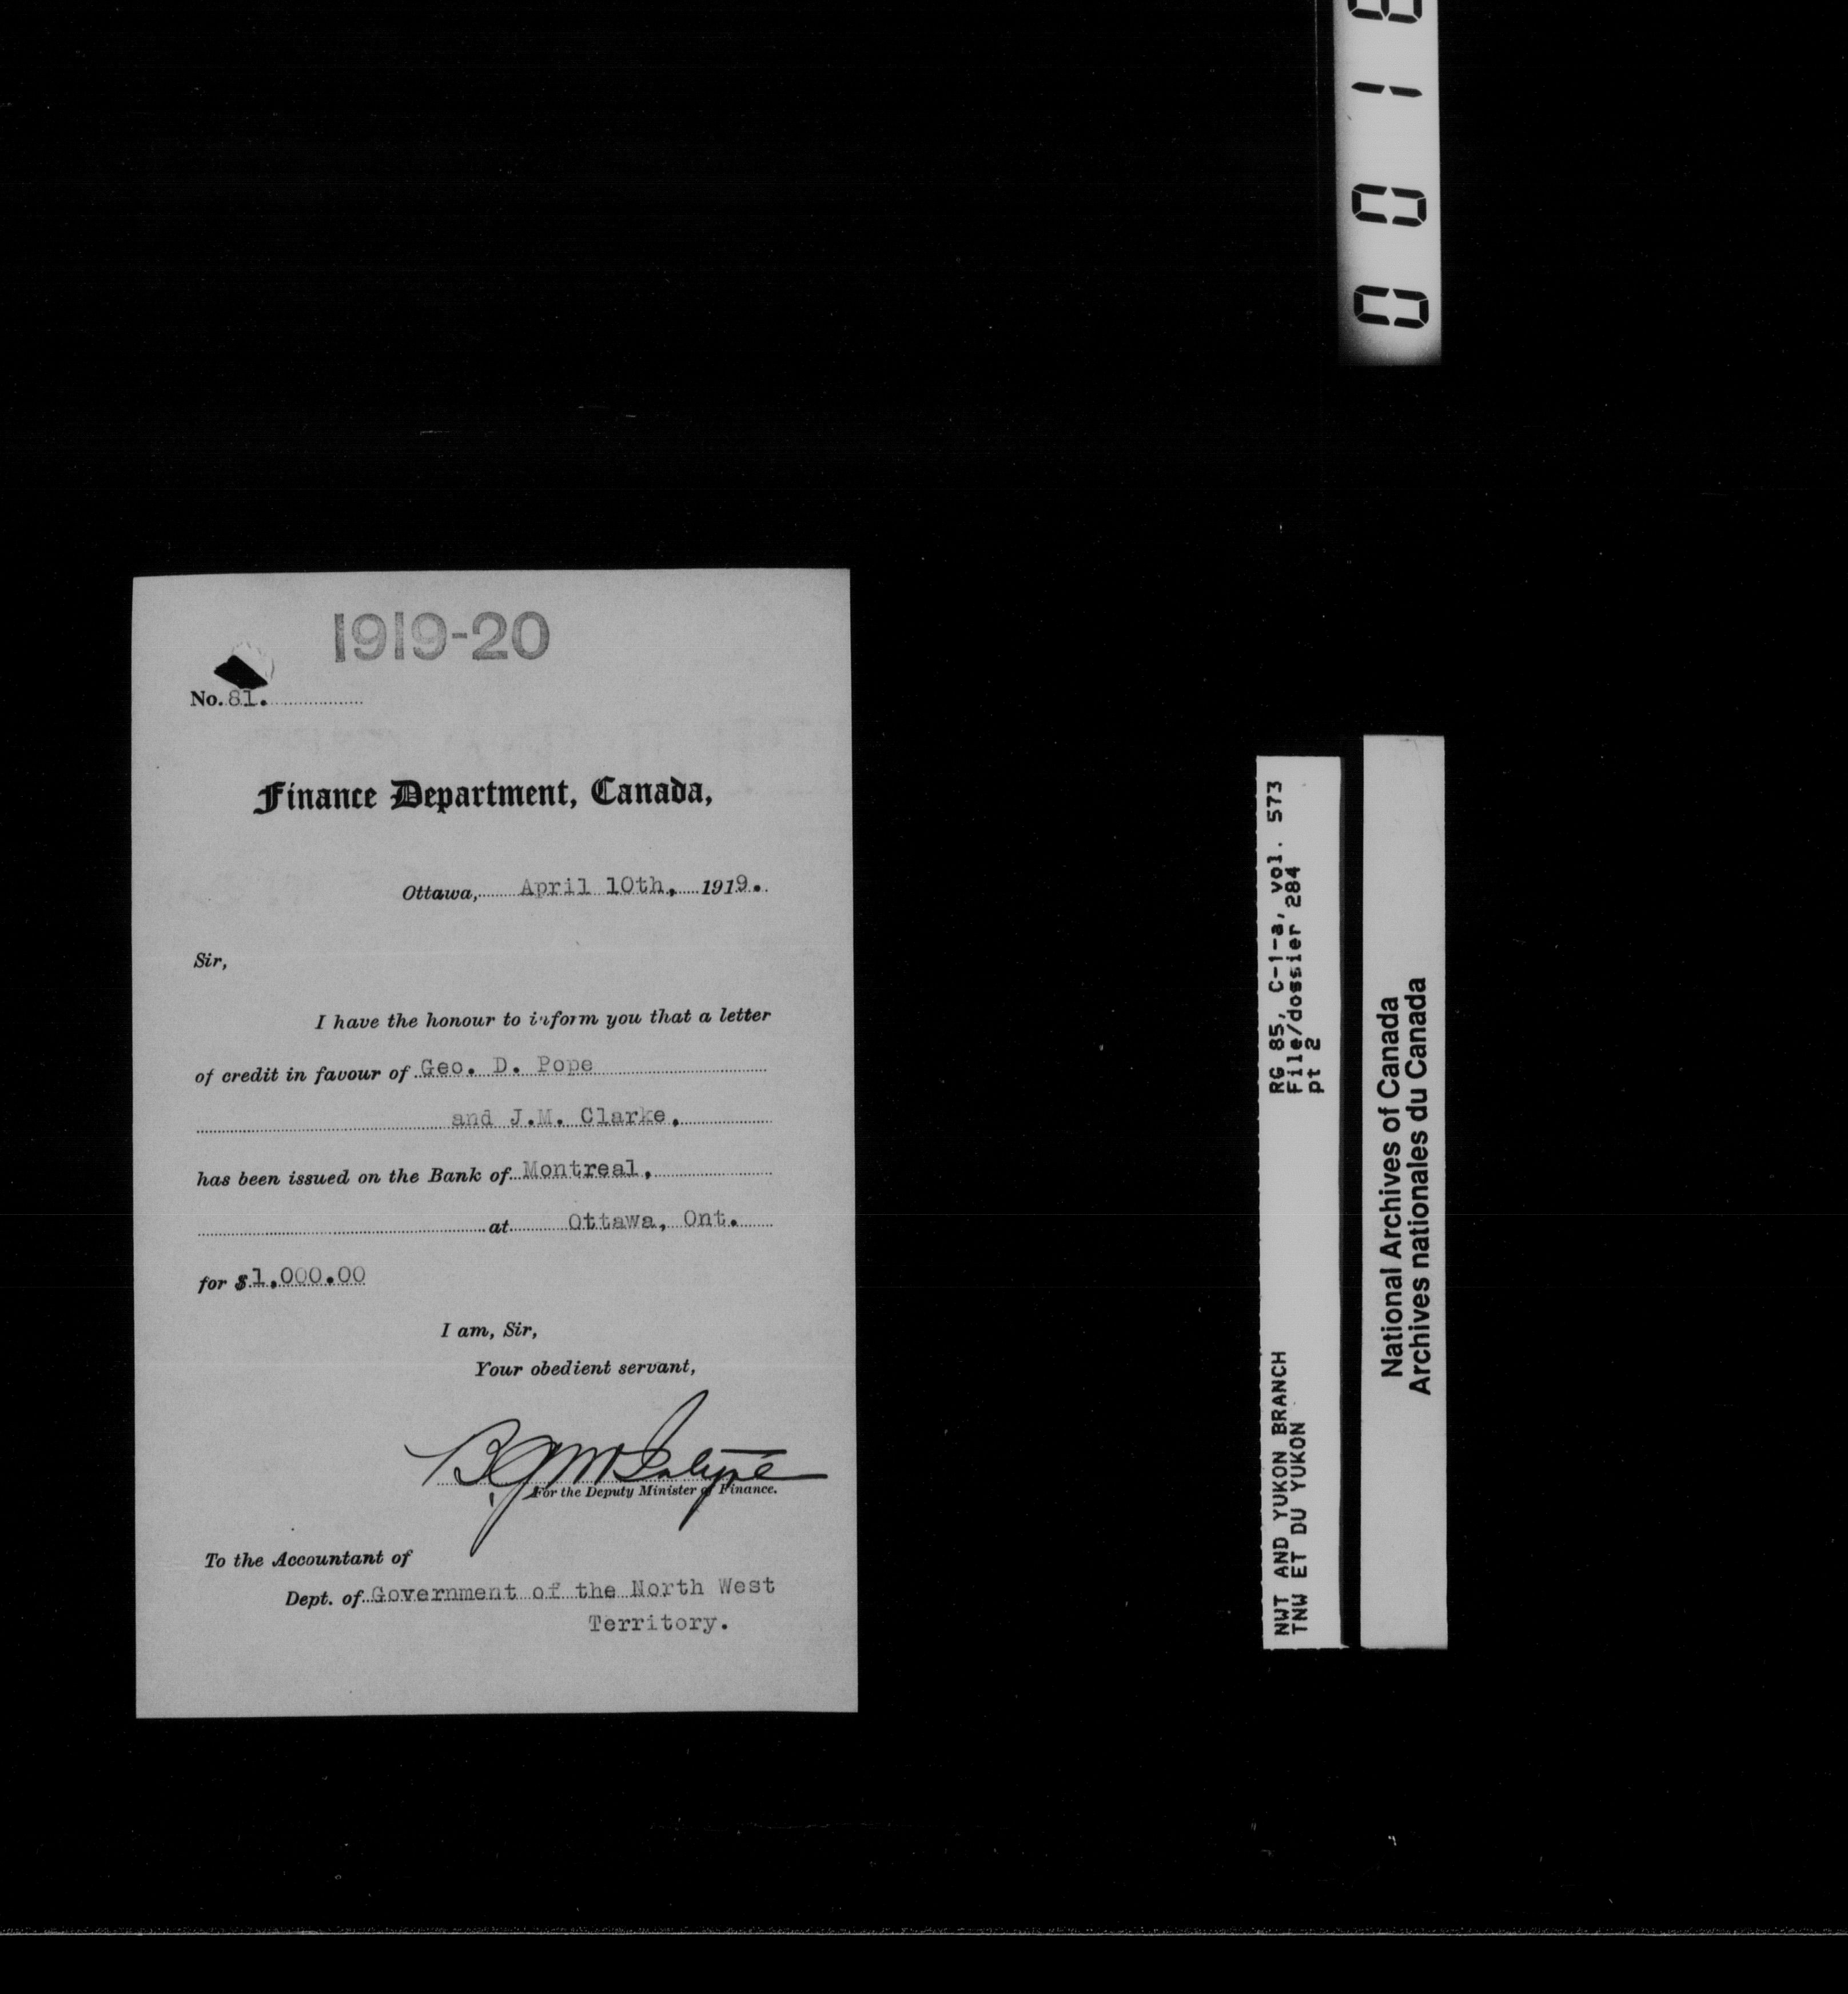 1919-20
No. 81.
Finance Department, Canada,
Ottawa, April 10th, 1919.
Sir,
I have the honour to inform you that a letter
of credit in favour of Geo. D. Pope
and J.M. Clarke,
has been issued on the Bank of Montreal,
at Ottawa, Ont.
for $1,000.00
I am, Sir,
Your obedient servant,
For the Deputy Minister of Finance.
To the Accountant of
Dept. of Government of the North West
Territory.
0 0 1
RG 85, C-1-a, vol. 573
File/dossier 284
pt 2
NWT AND YUKON BRANCH
TNW ET DU YUKON
National Archives of Canada
Archives nationales du Canada